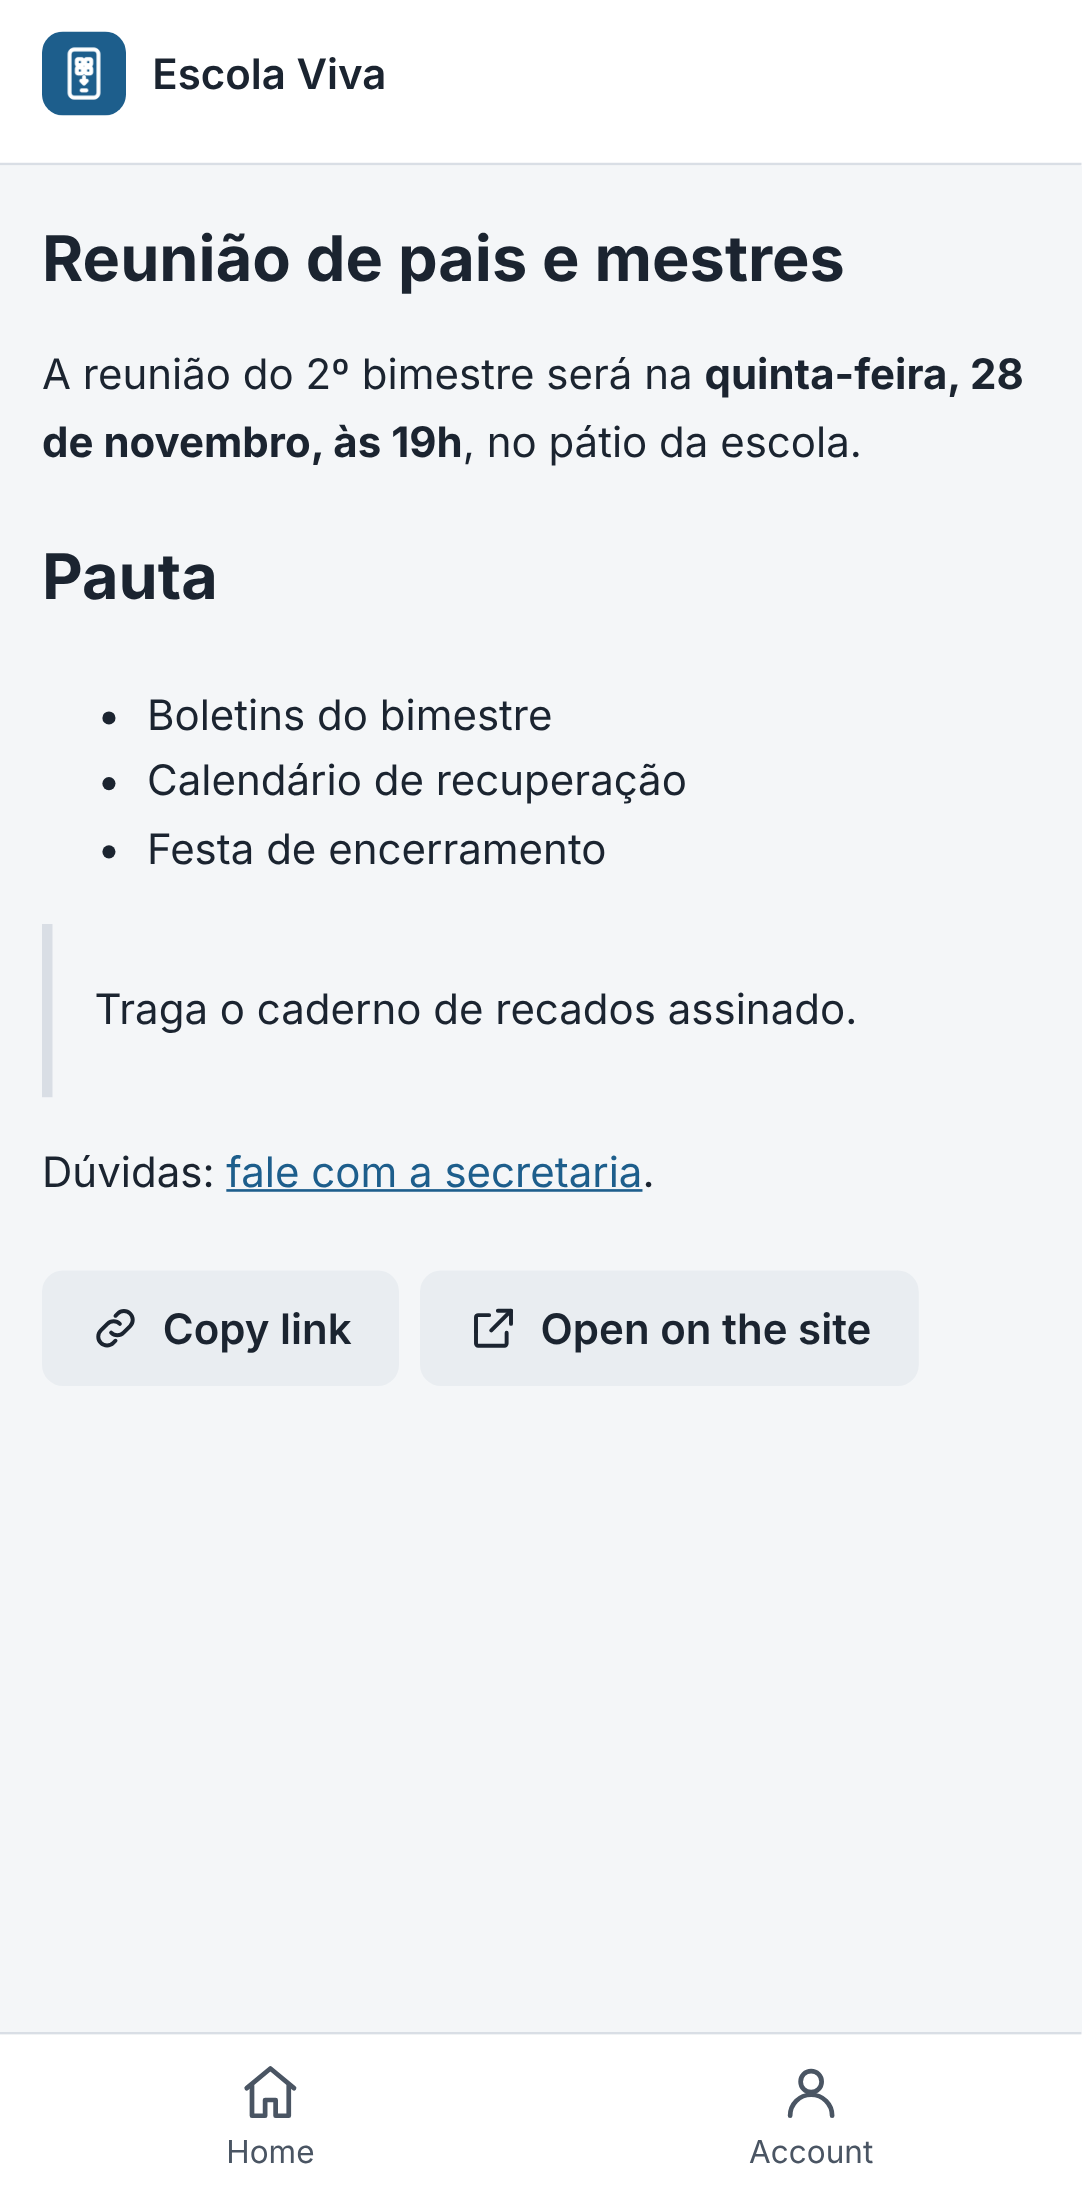 Escola Viva
Reunião de pais e mestres
A reunião do 2º bimestre será na quinta-feira, 28
de novembro, às 19h, no pátio da escola.
Pauta
• Boletins do bimestre
• Calendário de recuperação
• Festa de encerramento
Traga o caderno de recados assinado.
Dúvidas: fale com a secretaria.
Copy link
Open on the site
Home
Account